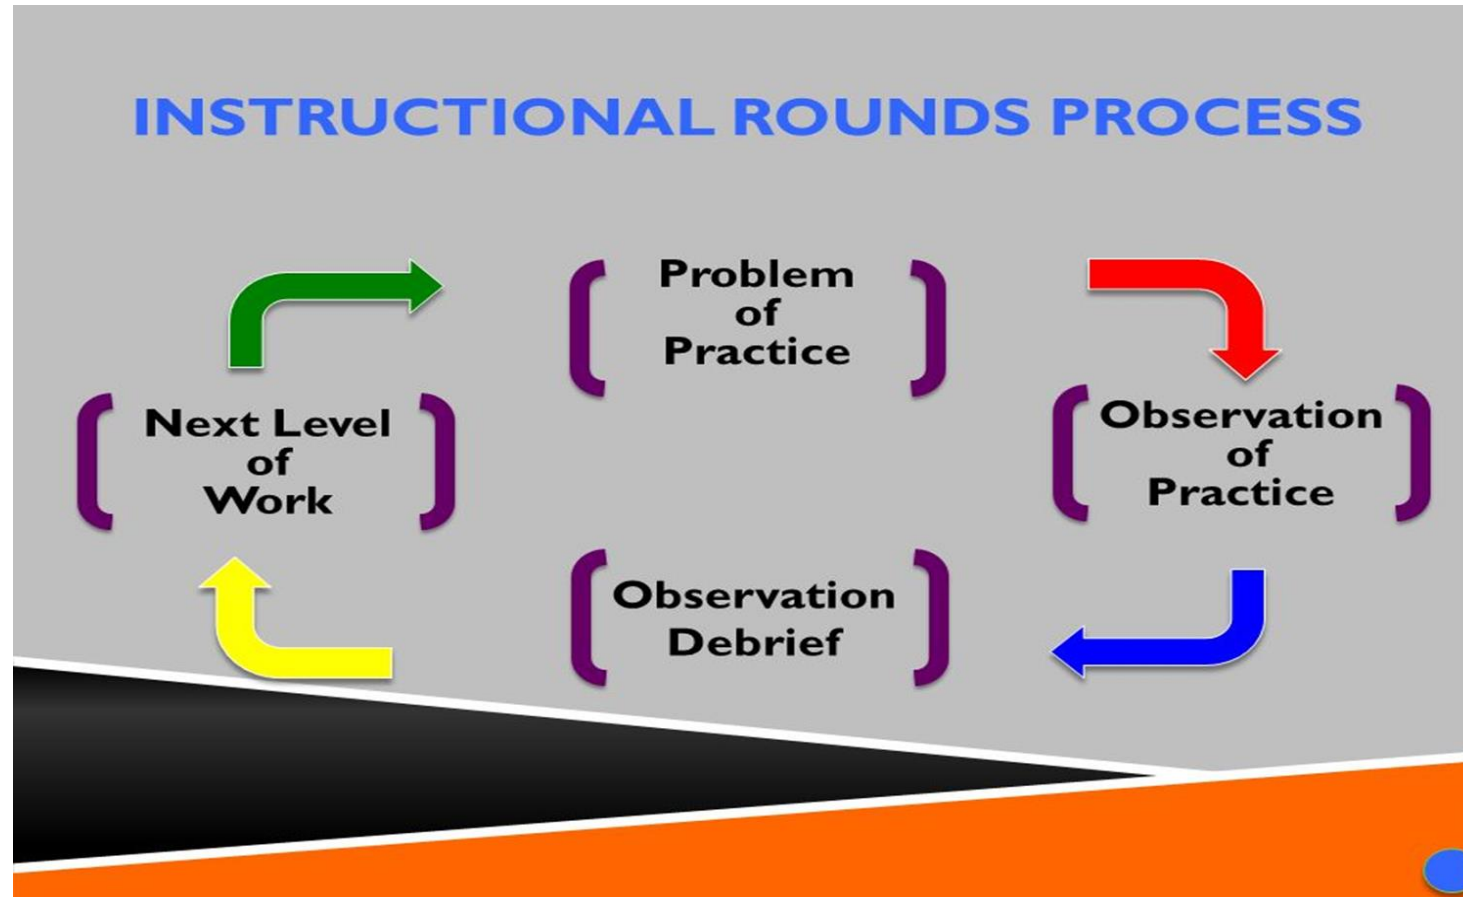 INSTRUCTIONAL ROUNDS PROCESS
Problem
of
Practice
Observation
of
Practice
Observation
Debrief
Next Level
of
Work